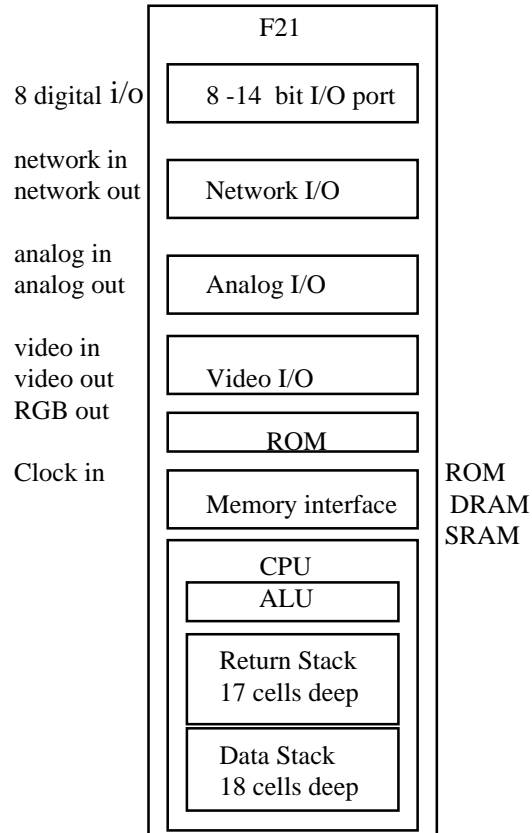 F21
8 digital i/o
8 -14 bit I/O port
network in
network out
Network I/O
analog in
analog out
Analog I/O
video in
video out
RGB out
Video I/O
ROM
Clock in
Memory interface
ROM
DRAM
SRAM
CPU
ALU
Return Stack
17 cells deep
Data Stack
18 cells deep